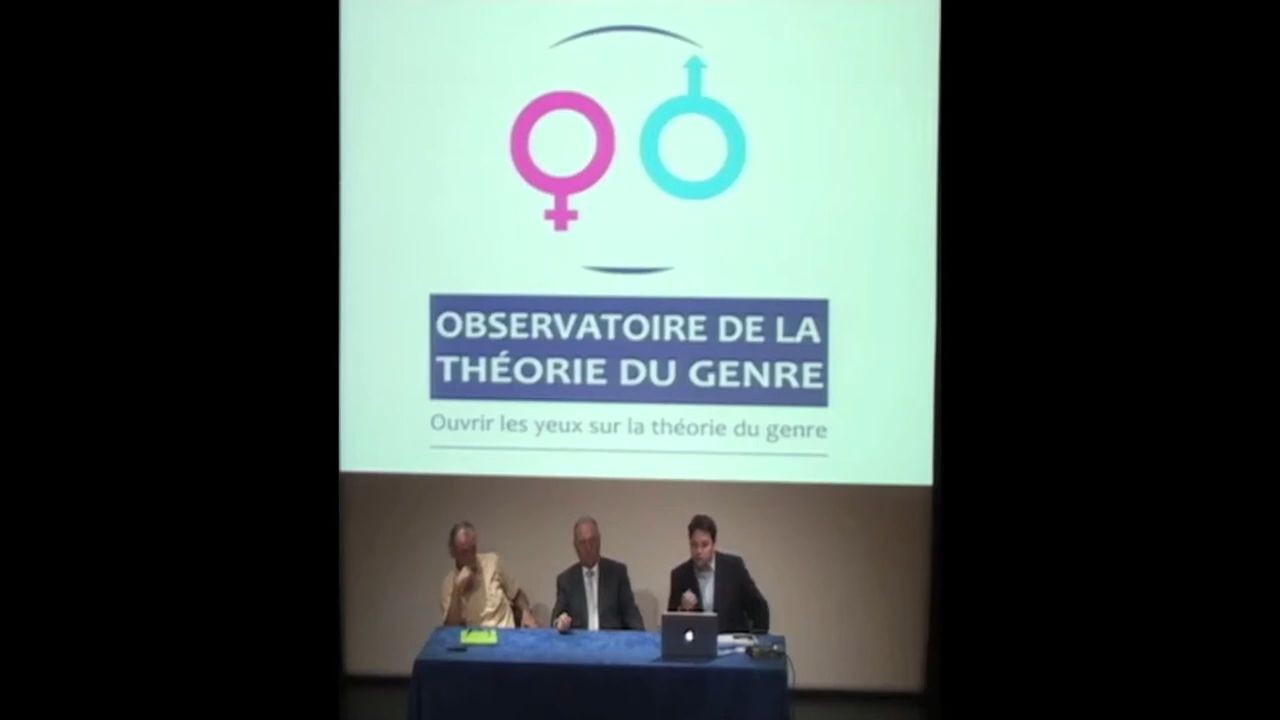 OBSERVATOIRE DE LA
THÉORIE DU GENRE
Ouvrir les yeux sur la théorie du genre